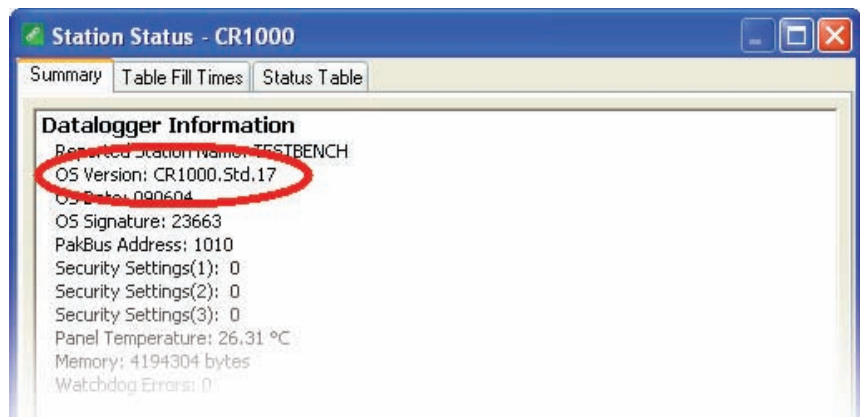 Station Status - CR1000
Summary Table Fill Times Status Table
Datalogger Information
Reported Station Name: TESTBENCH
OS Version: CR1000.Std.17
OS Date: 090604
OS Signature: 23663
PakBus Address: 1010
Security Settings(1): 0
Security Settings(2): 0
Security Settings(3): 0
Panel Temperature: 26.31 °C
Memory: 4194304 bytes
Watchdog Errors: 0